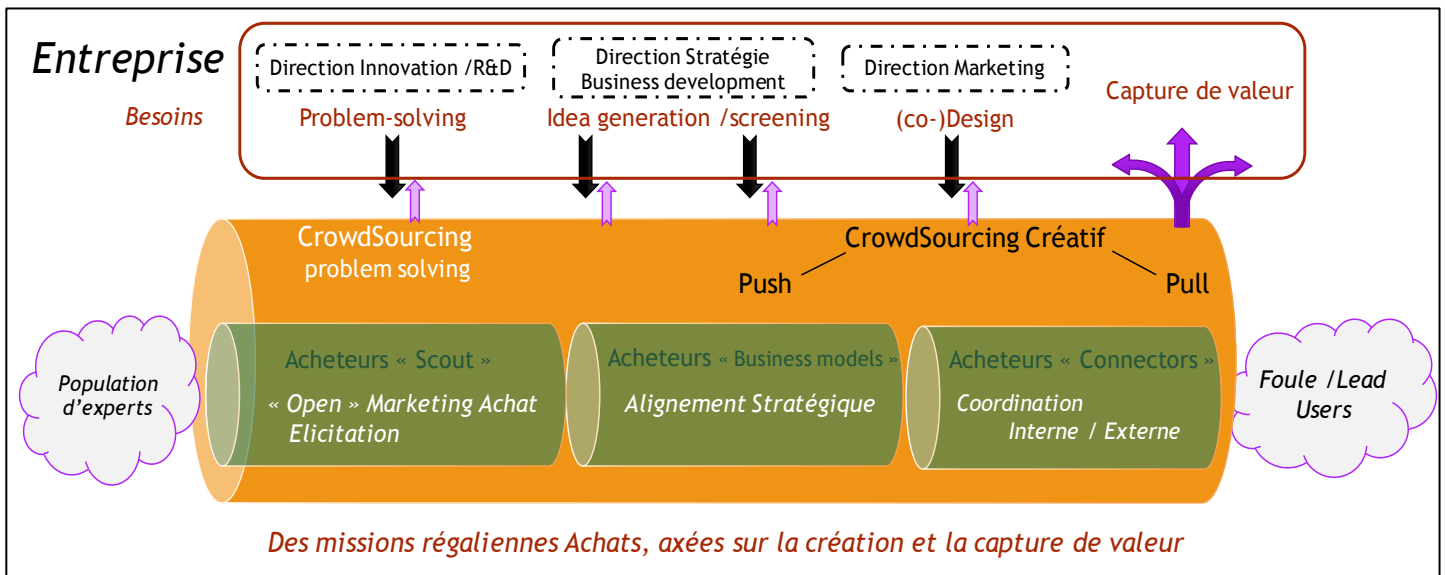 Entreprise
Direction Innovation /R&D
Direction Stratégie
Business development
Direction Marketing
Besoins
Problem-solving
Idea generation /screening
(co-)Design
Capture de valeur
CrowdSourcing
problem solving
CrowdSourcing Créatif
Push
Pull
Population
d'experts
Acheteurs « Scout »
« Open » Marketing Achat
Elicitation
Acheteurs « Business models »
Alignement Stratégique
Acheteurs « Connectors »
Coordination
Interne / Externe
Foule /Lead
Users
Des missions régaliennes Achats, axées sur la création et la capture de valeur